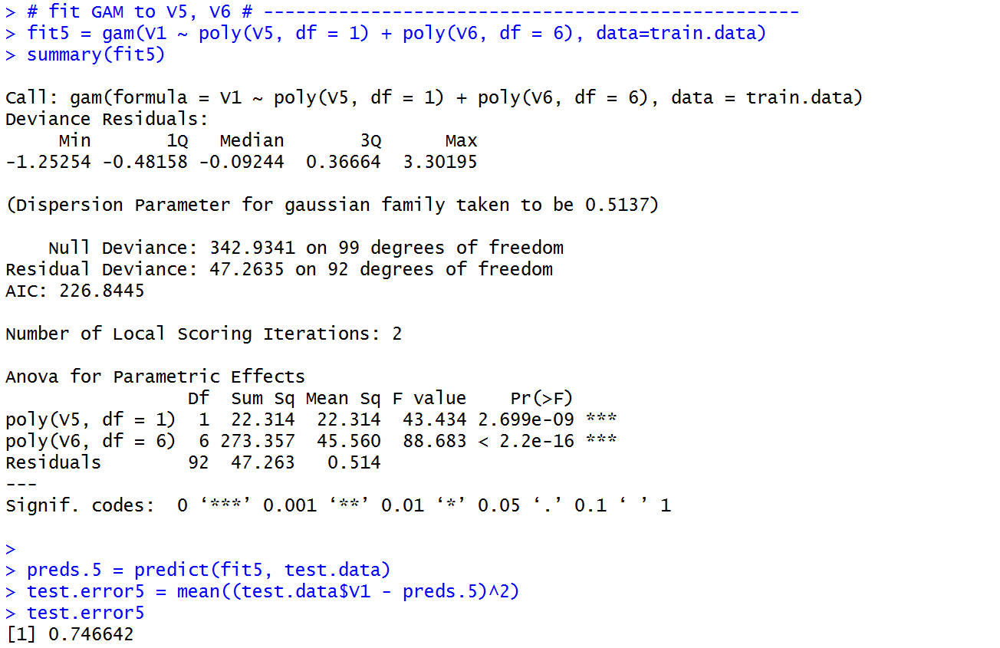 > # fit GAM to V5, V6 # --------------------------------------------------
> fit5 = gam(V1 ~ poly(V5, df = 1) + poly(V6, df = 6), data=train.data)
> summary(fit5)

Call: gam(formula = V1 ~ poly(V5, df = 1) + poly(V6, df = 6), data = train.data)
Deviance Residuals:
     Min       1Q   Median       3Q      Max
-1.25254 -0.48158 -0.09244  0.36664  3.30195

(Dispersion Parameter for gaussian family taken to be 0.5137)

    Null Deviance: 342.9341 on 99 degrees of freedom
Residual Deviance: 47.2635 on 92 degrees of freedom
AIC: 226.8445

Number of Local Scoring Iterations: 2

Anova for Parametric Effects
                 Df  Sum Sq Mean Sq F value    Pr(>F)
poly(V5, df = 1)  1  22.314  22.314  43.434 2.699e-09 ***
poly(V6, df = 6)  6 273.357  45.560  88.683 < 2.2e-16 ***
Residuals        92  47.263   0.514
---
Signif. codes:  0 ‘***’ 0.001 ‘**’ 0.01 ‘*’ 0.05 ‘.’ 0.1 ‘ ’ 1

>
> preds.5 = predict(fit5, test.data)
> test.error5 = mean((test.data$V1 - preds.5)^2)
> test.error5
[1] 0.746642